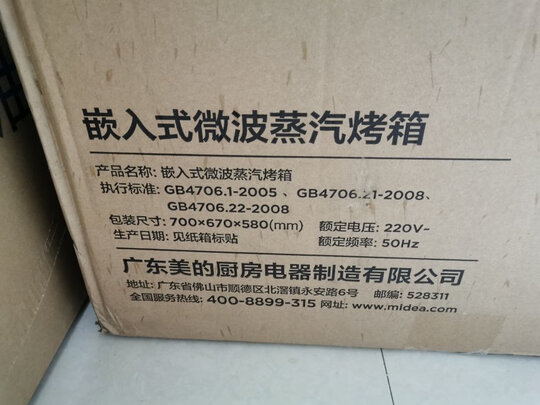 嵌入式微波蒸汽烤箱
产品名称: 嵌入式微波蒸汽烤箱
执行标准: GB4706.1-2005 、GB4706.21-2008、
GB4706.22-2008
包装尺寸: 700×670×580(mm) 额定电压: 220V~
生产日期: 见纸箱标贴 额定频率: 50Hz
广东美的厨房电器制造有限公司
地址: 广东省佛山市顺德区北滘镇永安路6号 邮编: 528311
全国服务热线: 400-8899-315 网址: www.midea.com